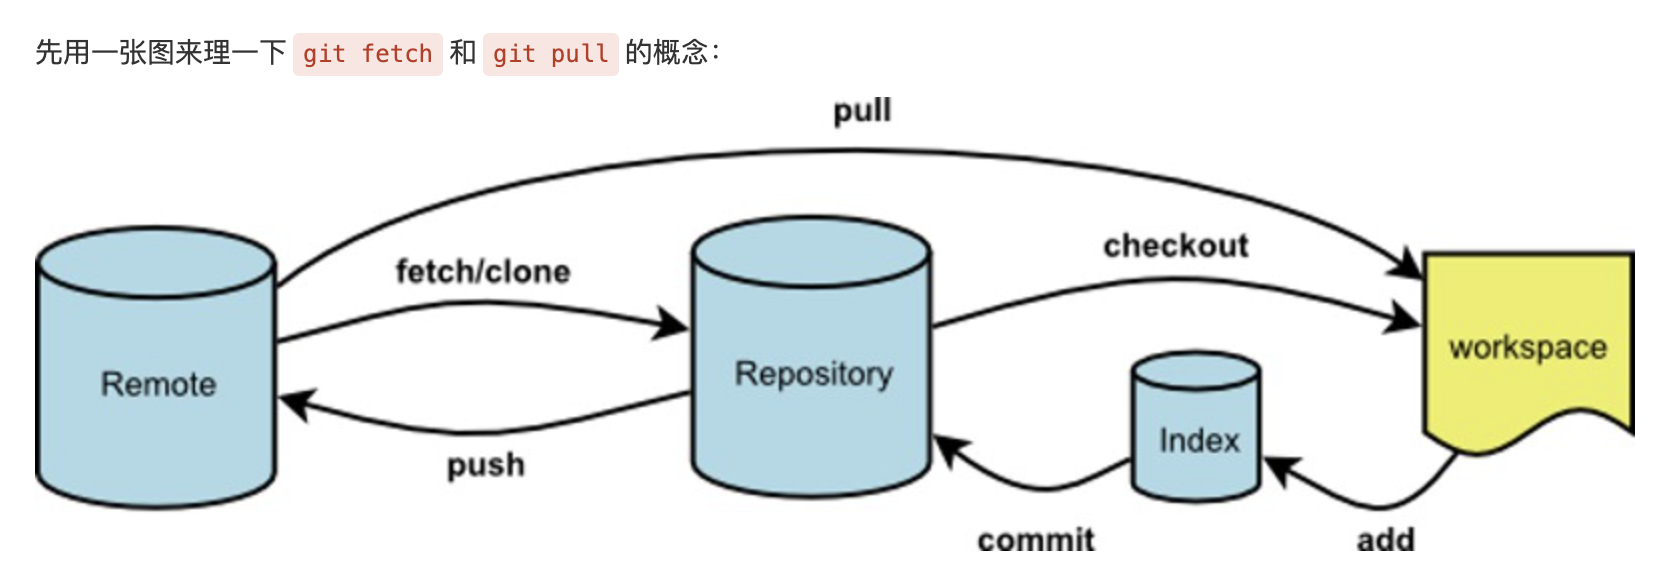 先用一张图来理一下 git fetch 和 git pull 的概念：
pull
fetch/clone
checkout
Remote
Repository
workspace
Index
push
commit
add